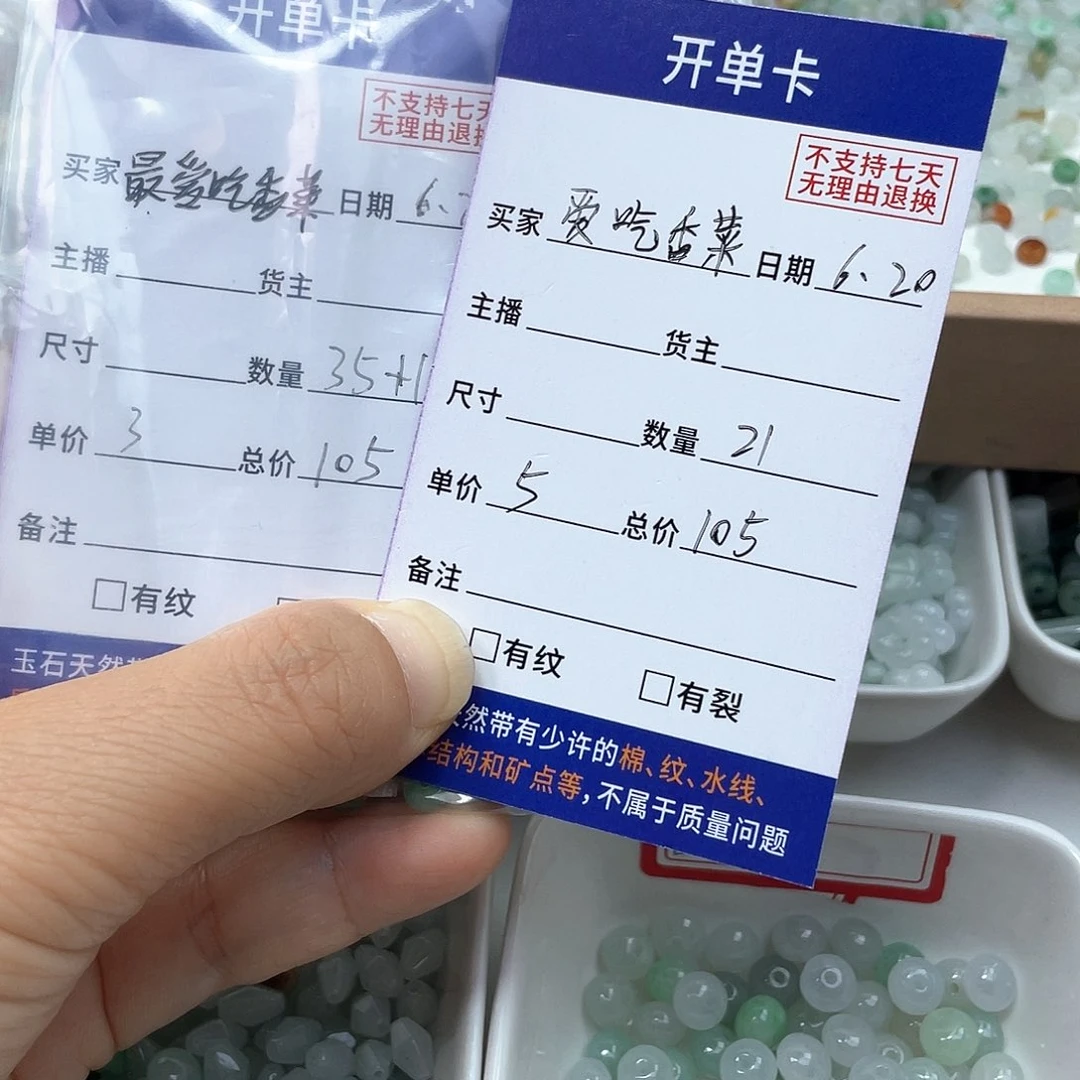 开单卡
不支持七天
无理由退
买家 最爱吃香菜 日期 6.
主播 货主
尺寸 数量 35+1
单价 3 总价 105
备注
□有纹
玉石天然
开单卡
不支持七天
无理由退换
买家 爱吃香菜 日期 6.20
主播 货主
尺寸 数量 21
单价 5 总价 105
备注
□有纹 □有裂
然带有少许的棉、纹、水线、
结构和矿点等,不属于质量问题